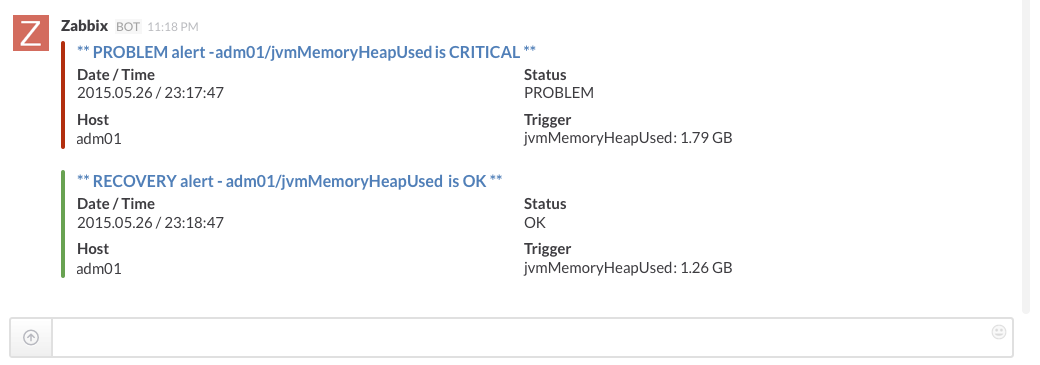 Z
Zabbix BOT 11:18 PM
** PROBLEM alert -adm01/jvmMemoryHeapUsed is CRITICAL **
Date / Time Status
2015.05.26 / 23:17:47 PROBLEM
Host Trigger
adm01 jvmMemoryHeapUsed: 1.79 GB
** RECOVERY alert - adm01/jvmMemoryHeapUsed is OK **
Date / Time Status
2015.05.26 / 23:18:47 OK
Host Trigger
adm01 jvmMemoryHeapUsed: 1.26 GB